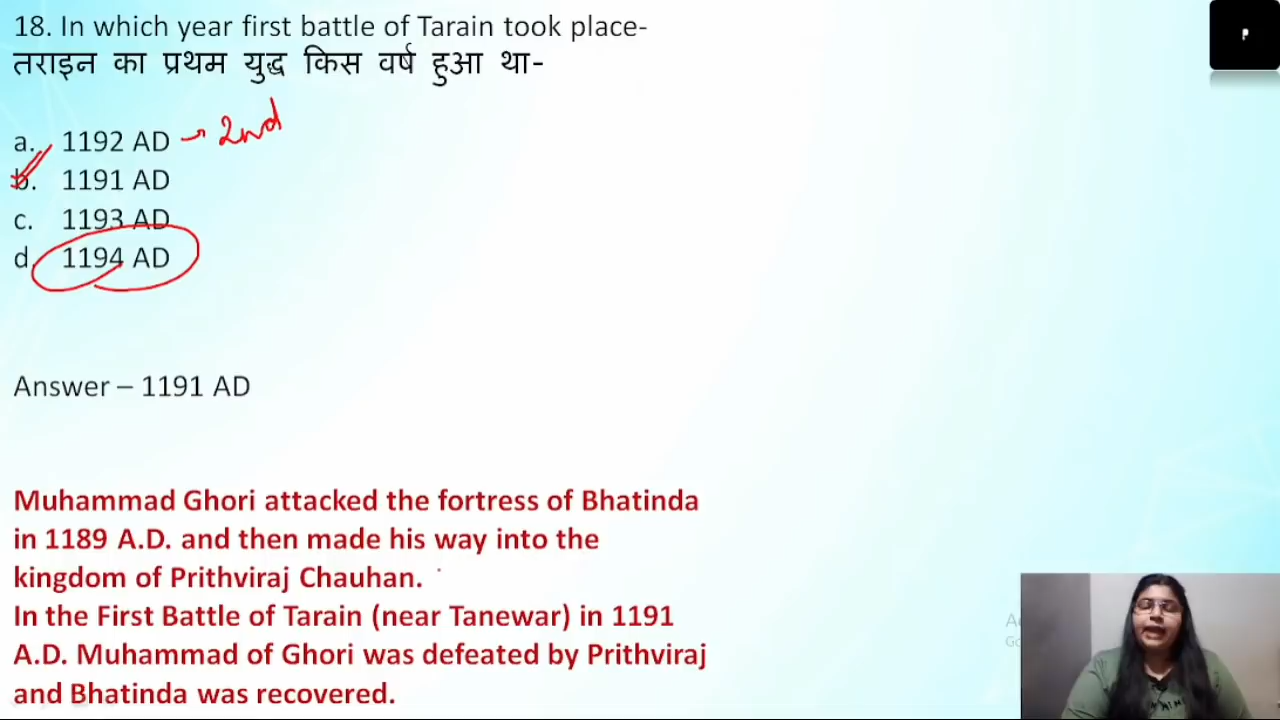 18. In which year first battle of Tarain took place-
तराइन का प्रथम युद्ध किस वर्ष हुआ था-
a. 1192 AD → 2nd
b. 1191 AD
c. 1193 AD
d. 1194 AD
Answer – 1191 AD
Muhammad Ghori attacked the fortress of Bhatinda
in 1189 A.D. and then made his way into the
kingdom of Prithviraj Chauhan.
In the First Battle of Tarain (near Tanewar) in 1191
A.D. Muhammad of Ghori was defeated by Prithviraj
and Bhatinda was recovered.